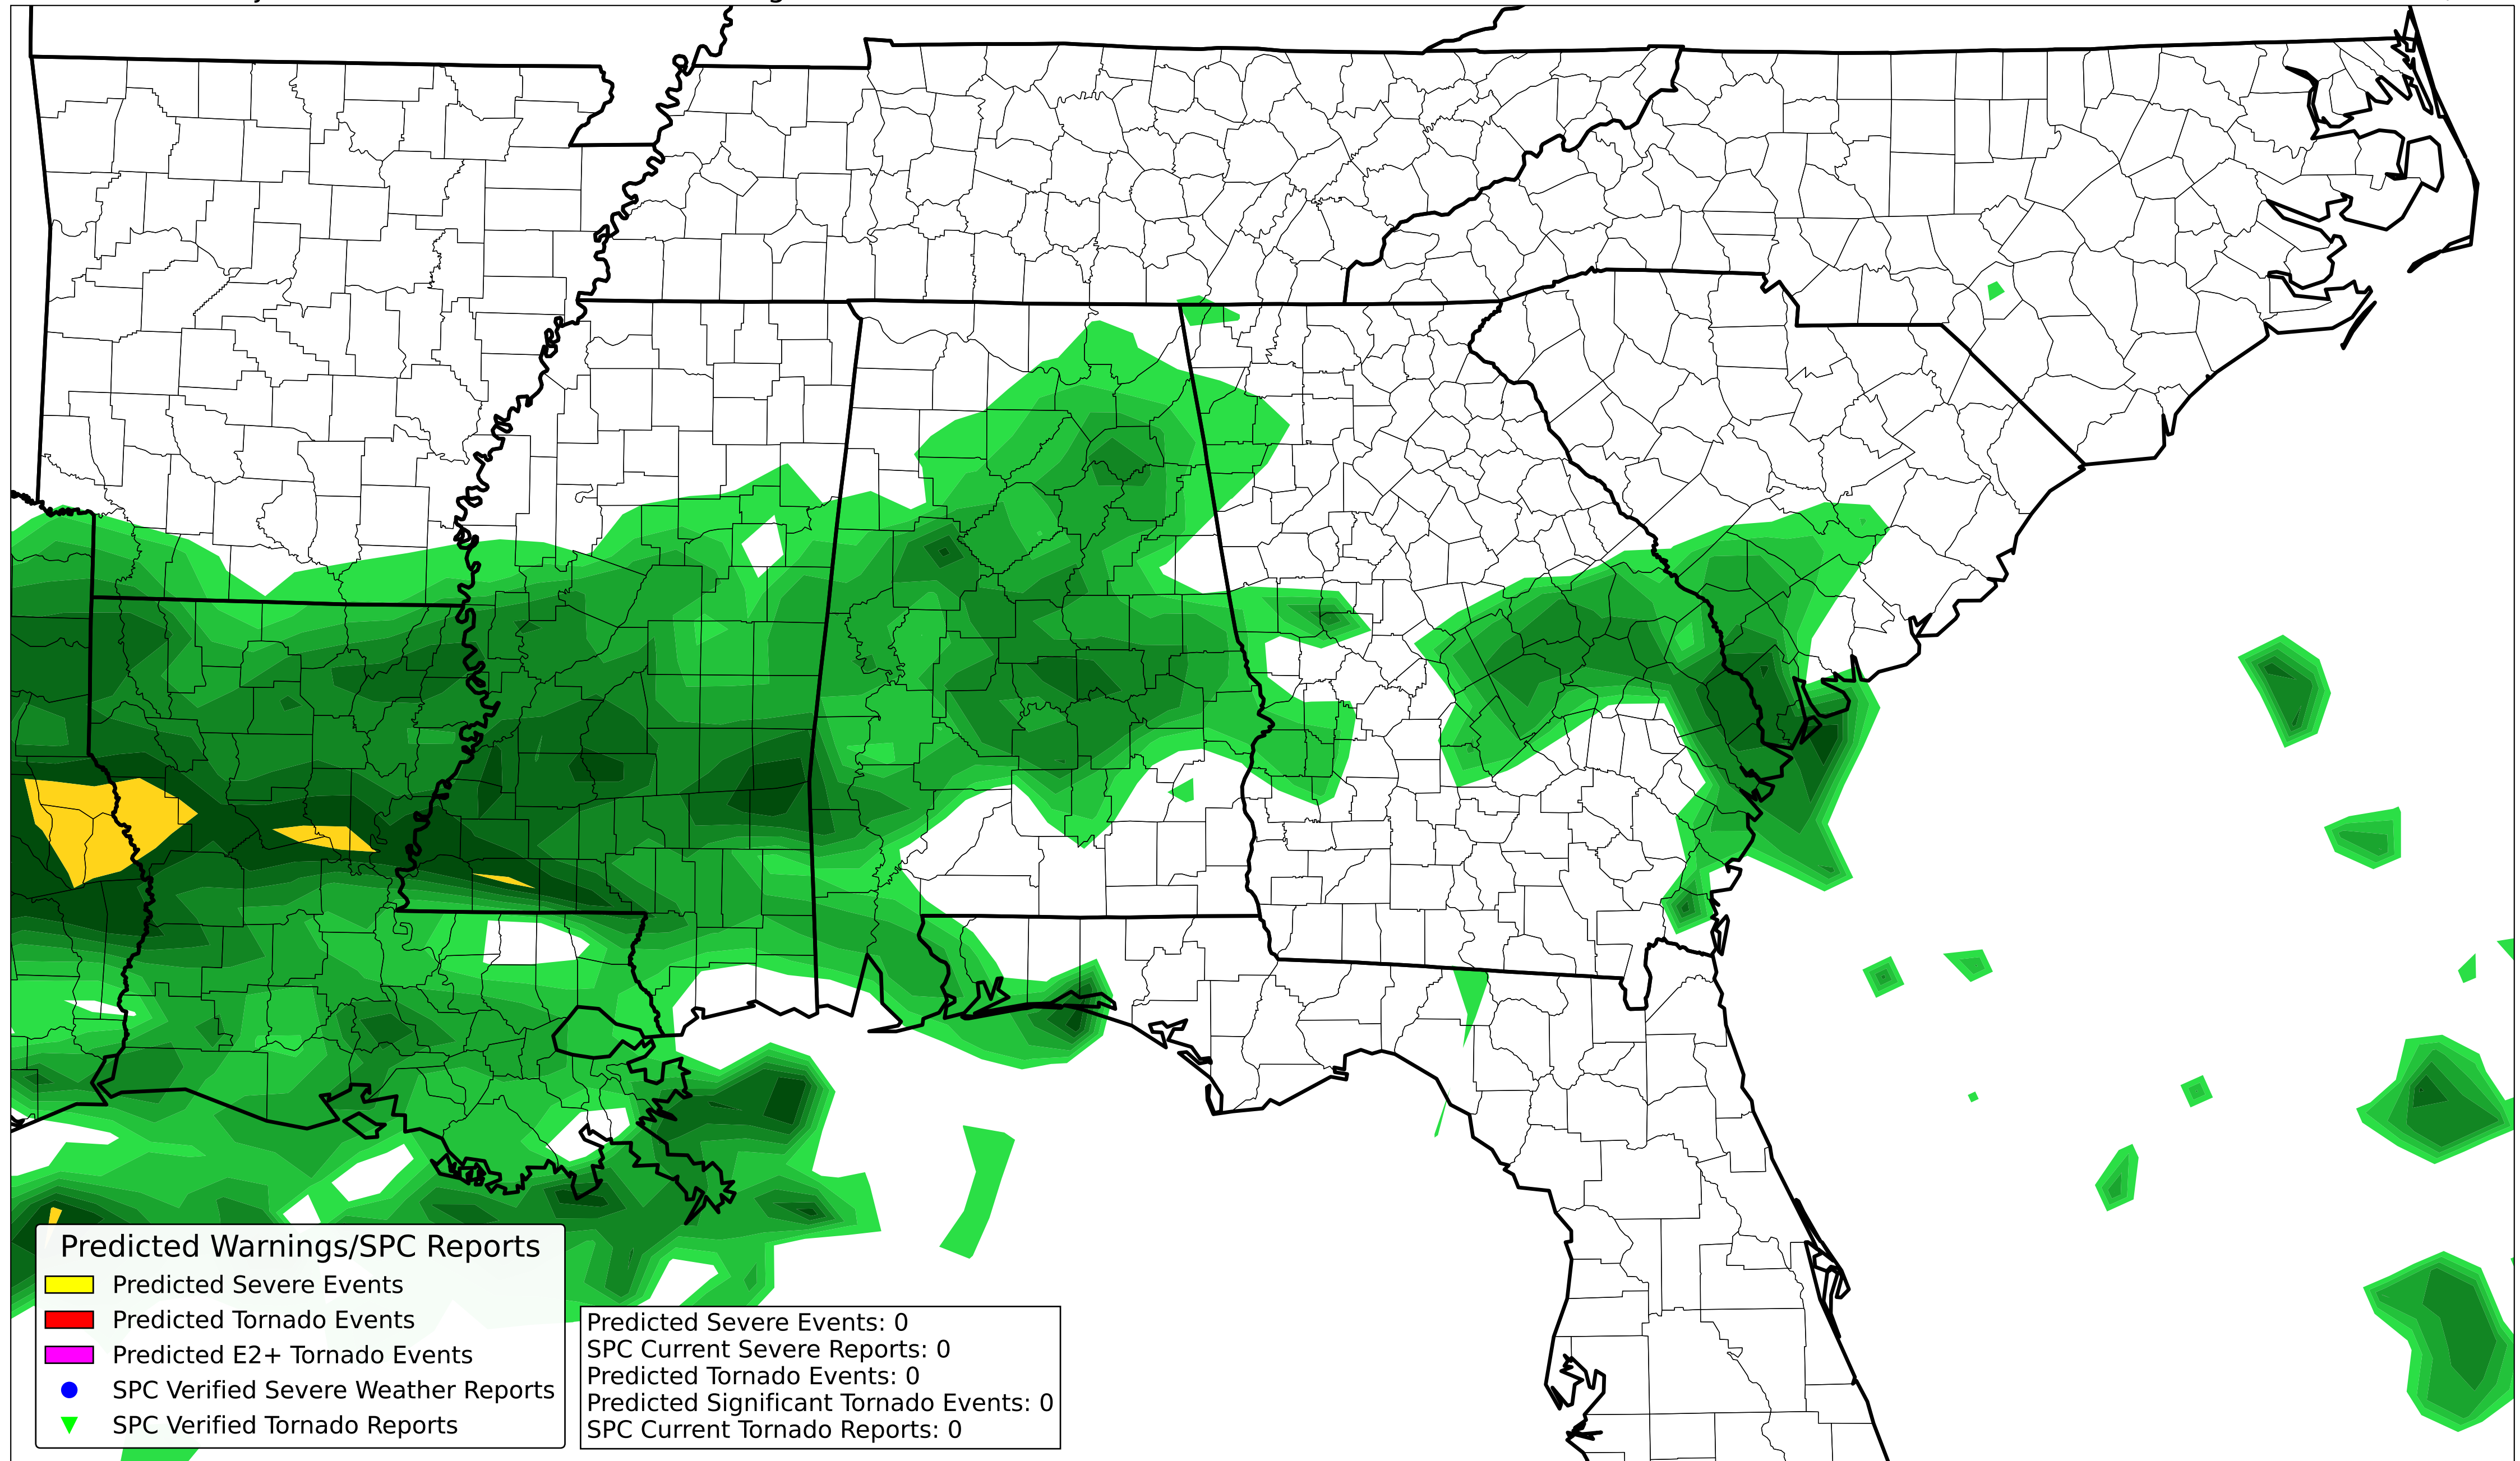 Predicted Warnings/SPC Reports
Predicted Severe Events
Predicted Tornado Events
Predicted E2+ Tornado Events
SPC Verified Severe Weather Reports
SPC Verified Tornado Reports
Predicted Severe Events: 0
SPC Current Severe Reports: 0
Predicted Tornado Events: 0
Predicted Significant Tornado Events: 0
SPC Current Tornado Reports: 0